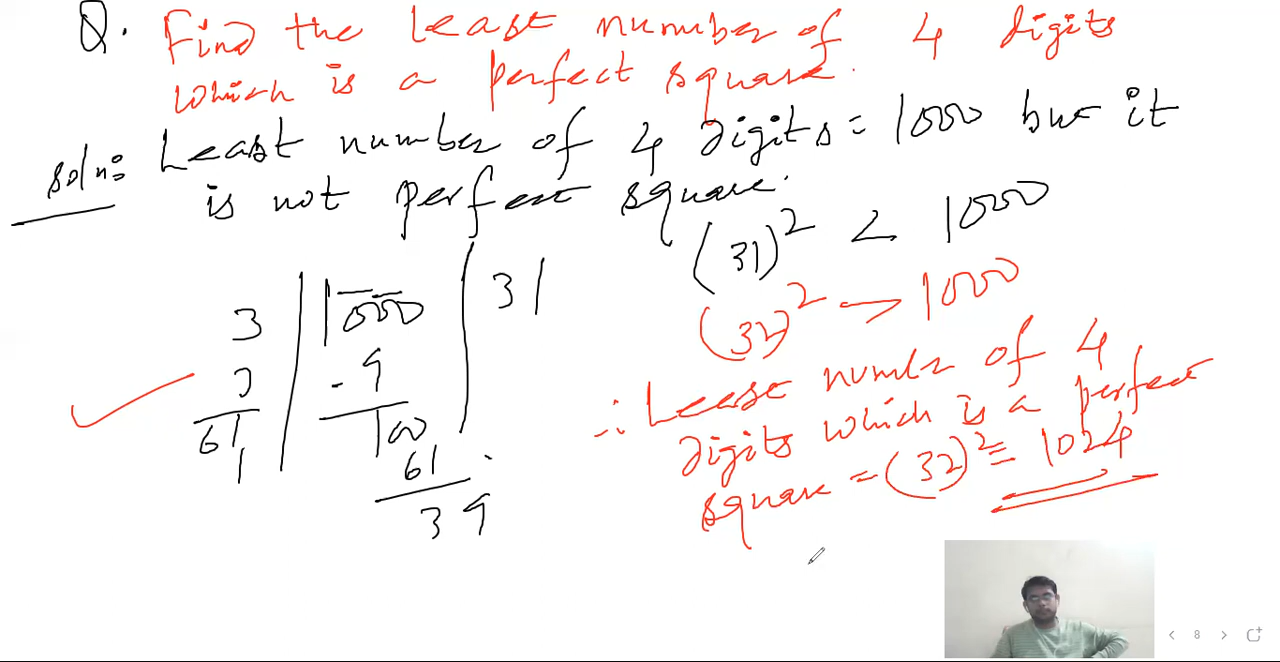 Q. Find the least number of 4 digits
which is a perfect square.
Soln: Least number of 4 digits = 1000 but it
is not perfect square.
3 | 1000 | 31
3 - 9
61 100
1 61
39
(31)² < 1000
(32)² → 1000
∴ Least number of 4
digits which is a perfect
square = (32)² = 1024
< 8 >